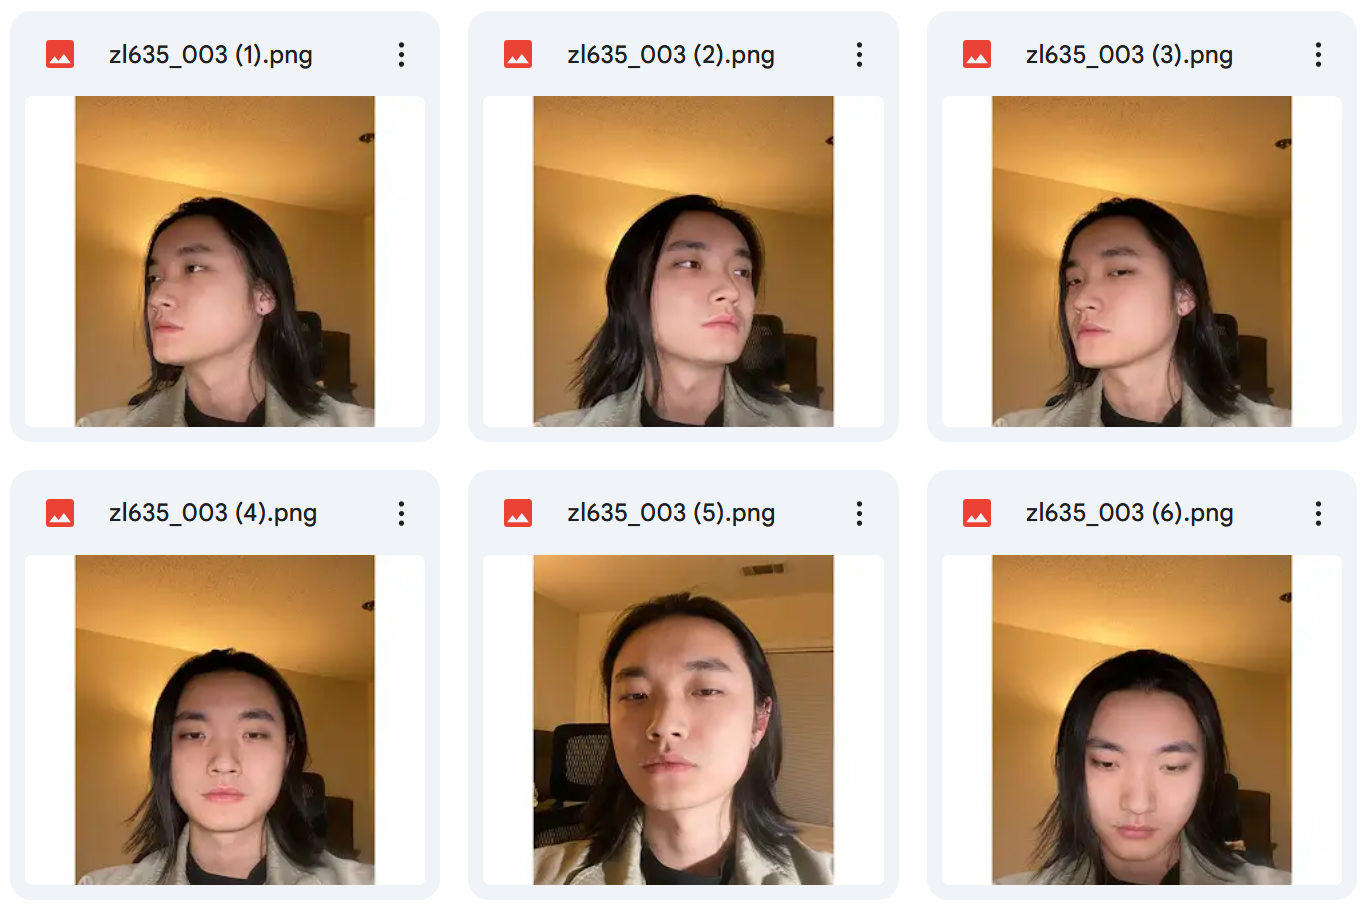 zl635_003 (1).png
zl635_003 (2).png
zl635_003 (3).png
zl635_003 (4).png
zl635_003 (5).png
zl635_003 (6).png